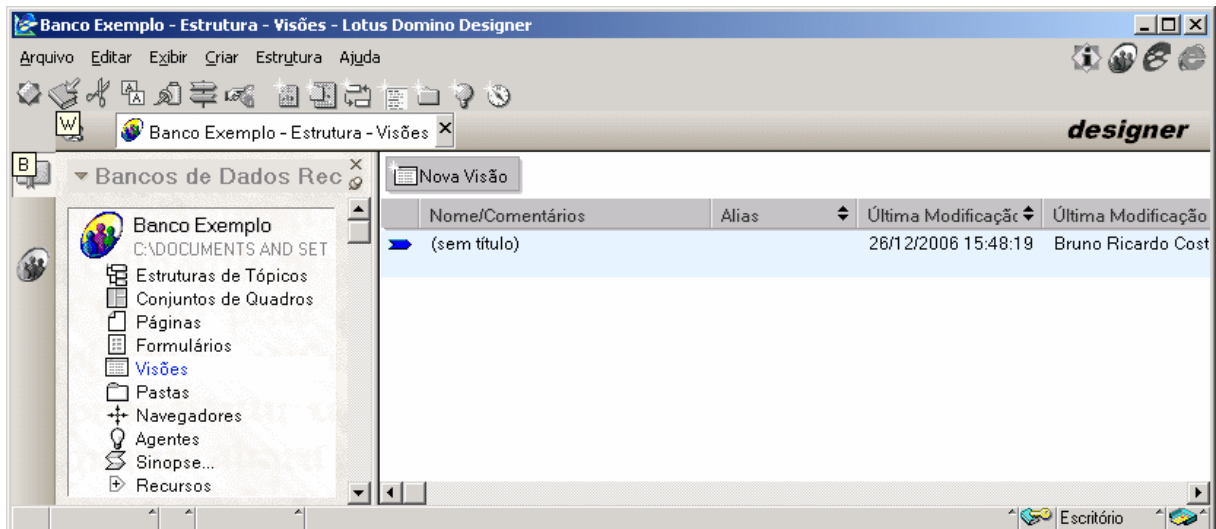 Banco Exemplo - Estrutura - Visões - Lotus Domino Designer
Arquivo Editar Exibir Criar Estrutura Ajuda
W
Banco Exemplo - Estrutura - Visões
designer
B
Bancos de Dados Rec
Nova Visão
Nome/Comentários Alias Última Modificaçãc Última Modificação
Banco Exemplo
C:\DOCUMENTS AND SET
(sem título) 26/12/2006 15:48:19 Bruno Ricardo Cost
Estruturas de Tópicos
Conjuntos de Quadros
Páginas
Formulários
Visões
Pastas
Navegadores
Agentes
Sinopse...
Recursos
Escritório